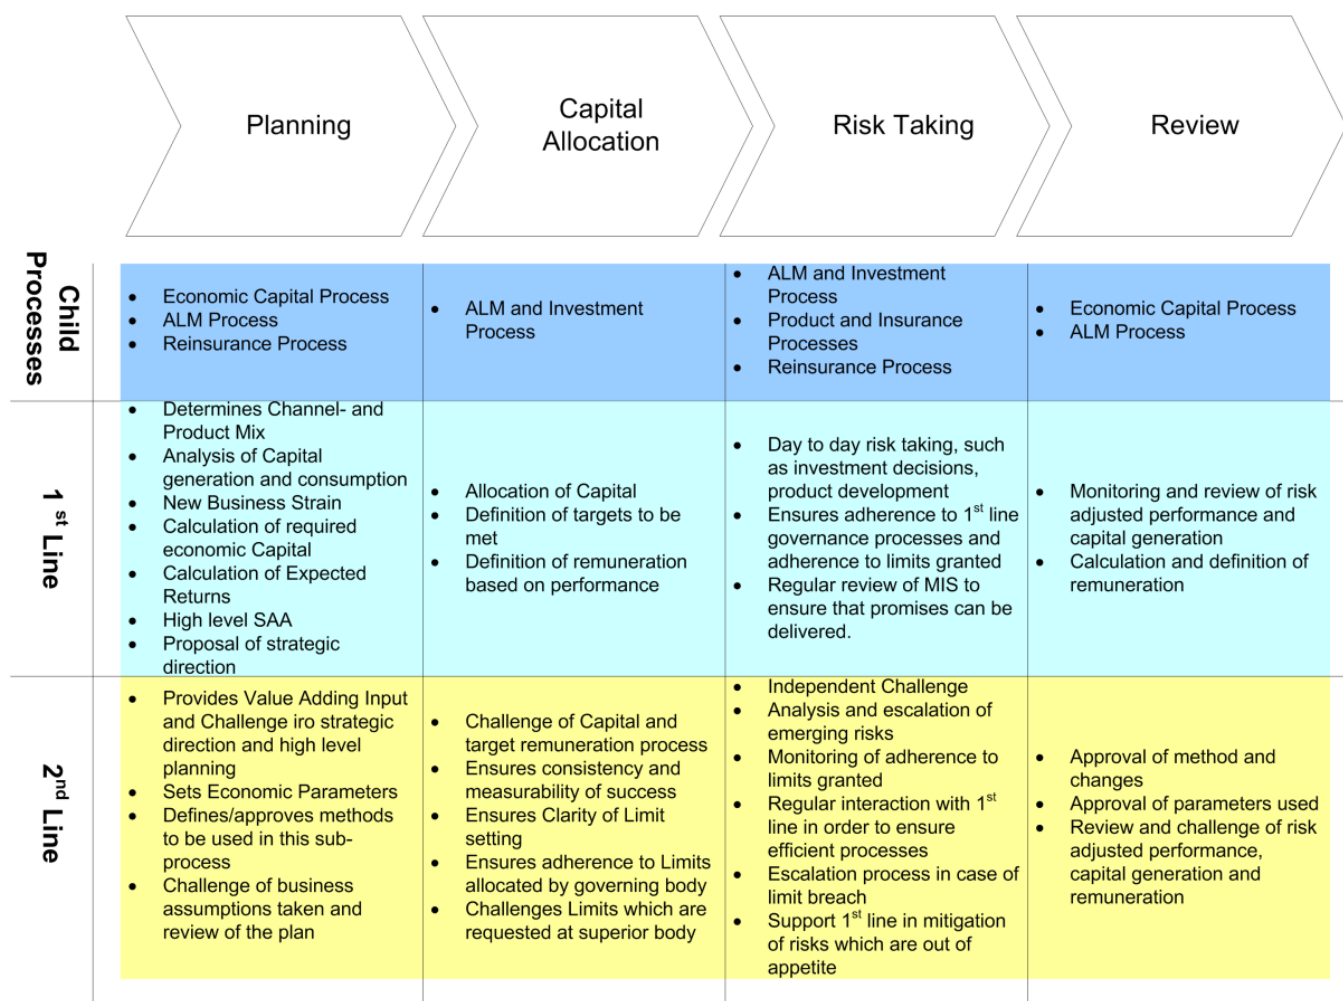 Planning
Capital
Allocation
Risk Taking
Review
Child
Processes
• Economic Capital Process
• ALM Process
• Reinsurance Process
• ALM and Investment
Process
• ALM and Investment
Process
• Product and Insurance
Processes
• Reinsurance Process
• Economic Capital Process
• ALM Process
1 st Line
• Determines Channel- and
Product Mix
• Analysis of Capital
generation and consumption
• New Business Strain
• Calculation of required
economic Capital
• Calculation of Expected
Returns
• High level SAA
• Proposal of strategic
direction
• Allocation of Capital
• Definition of targets to be
met
• Definition of remuneration
based on performance
• Day to day risk taking, such
as investment decisions,
product development
• Ensures adherence to 1st line
governance processes and
adherence to limits granted
• Regular review of MIS to
ensure that promises can be
delivered.
• Monitoring and review of risk
adjusted performance and
capital generation
• Calculation and definition of
remuneration
2nd Line
• Provides Value Adding Input
and Challenge iro strategic
direction and high level
planning
• Sets Economic Parameters
• Defines/approves methods
to be used in this sub-
process
• Challenge of business
assumptions taken and
review of the plan
• Challenge of Capital and
target remuneration process
• Ensures consistency and
measurability of success
• Ensures Clarity of Limit
setting
• Ensures adherence to Limits
allocated by governing body
• Challenges Limits which are
requested at superior body
• Independent Challenge
• Analysis and escalation of
emerging risks
• Monitoring of adherence to
limits granted
• Regular interaction with 1st
line in order to ensure
efficient processes
• Escalation process in case of
limit breach
• Support 1st line in mitigation
of risks which are out of
appetite
• Approval of method and
changes
• Approval of parameters used
• Review and challenge of risk
adjusted performance,
capital generation and
remuneration